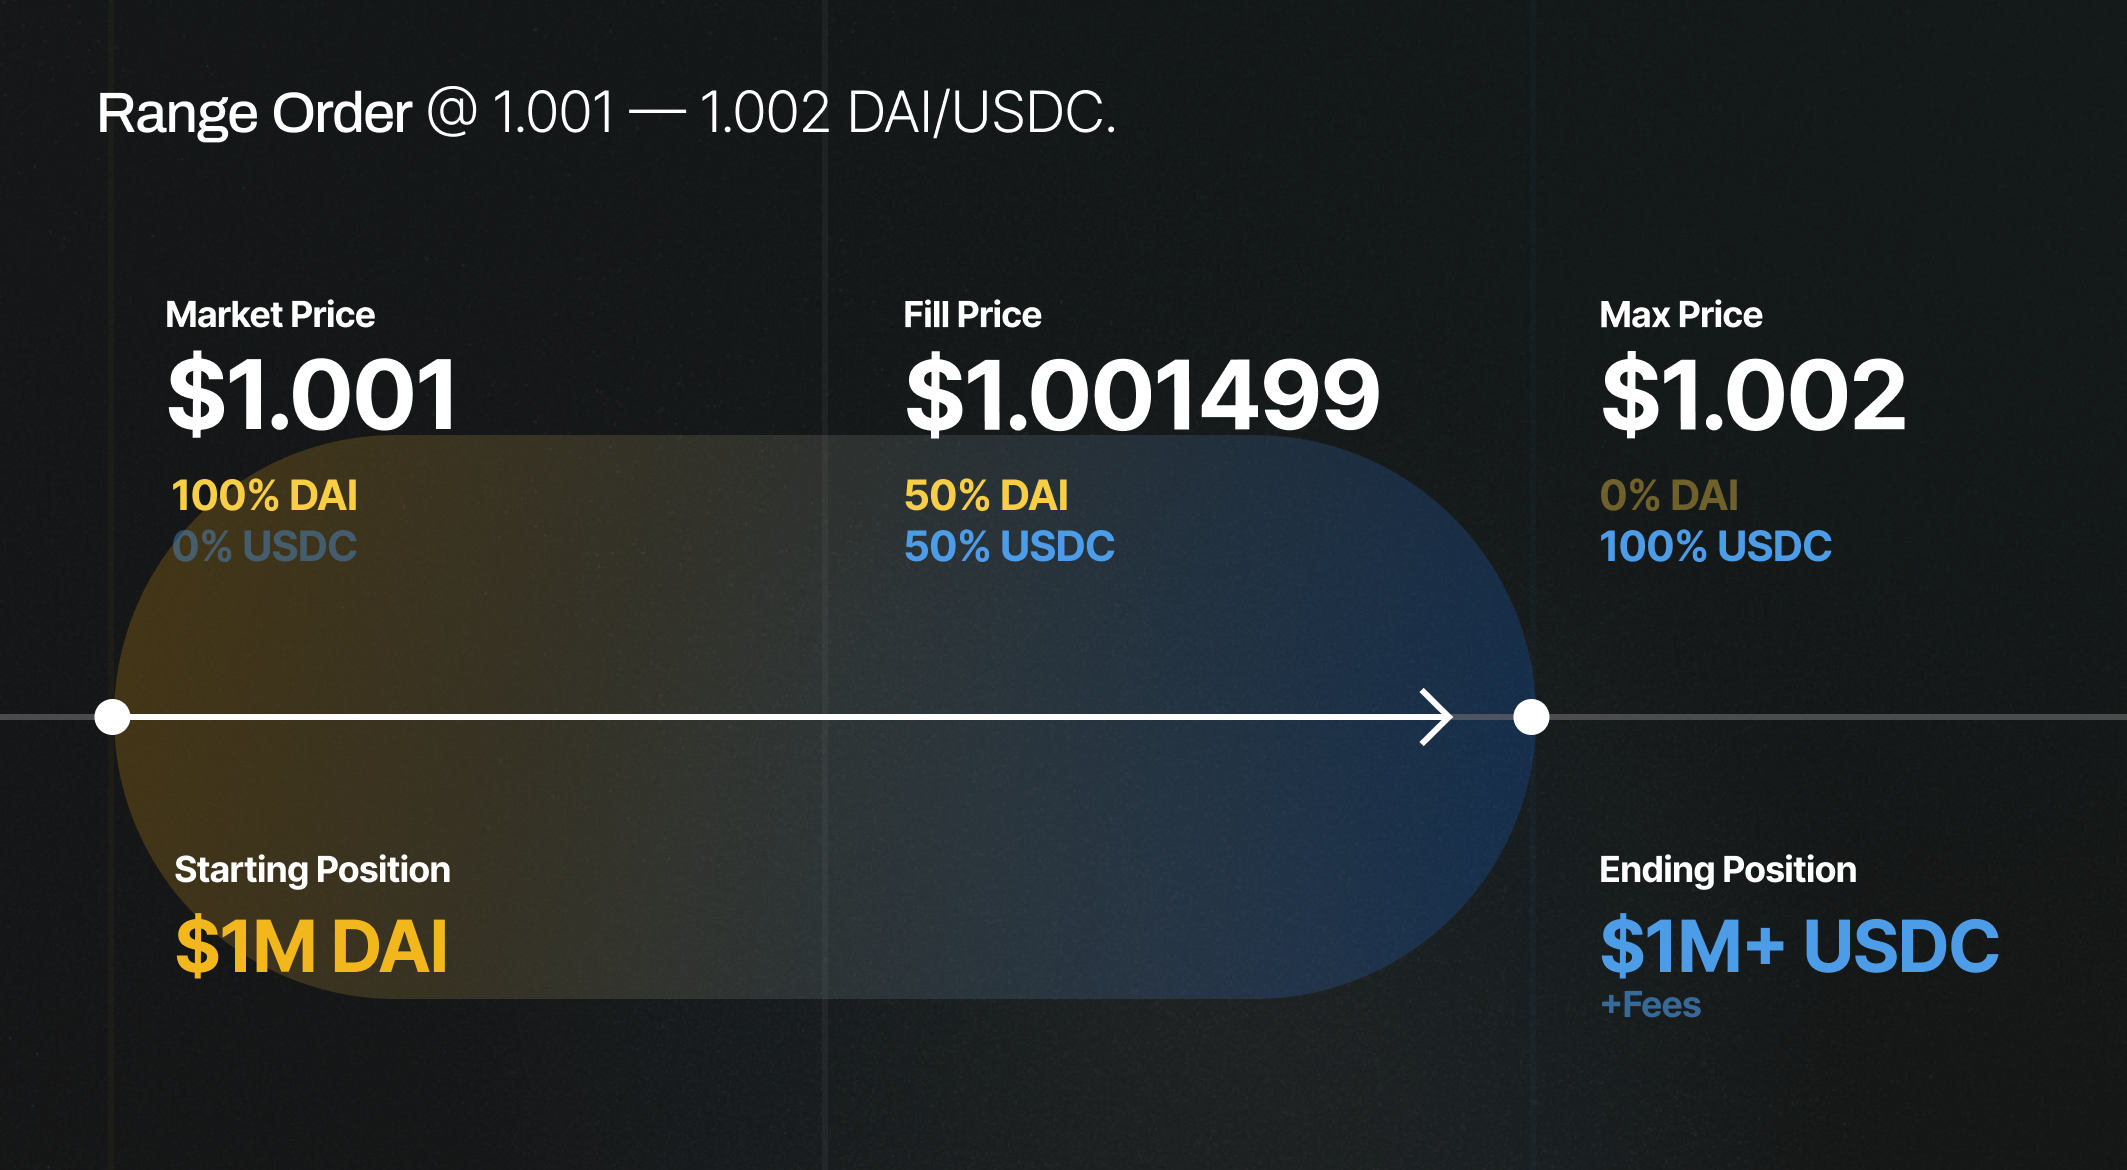 Range Order @ 1.001 — 1.002 DAI/USDC.
Market Price
$1.001
100% DAI
0% USDC
Fill Price
$1.001499
50% DAI
50% USDC
Max Price
$1.002
0% DAI
100% USDC
Starting Position
$1M DAI
Ending Position
$1M+ USDC
+Fees